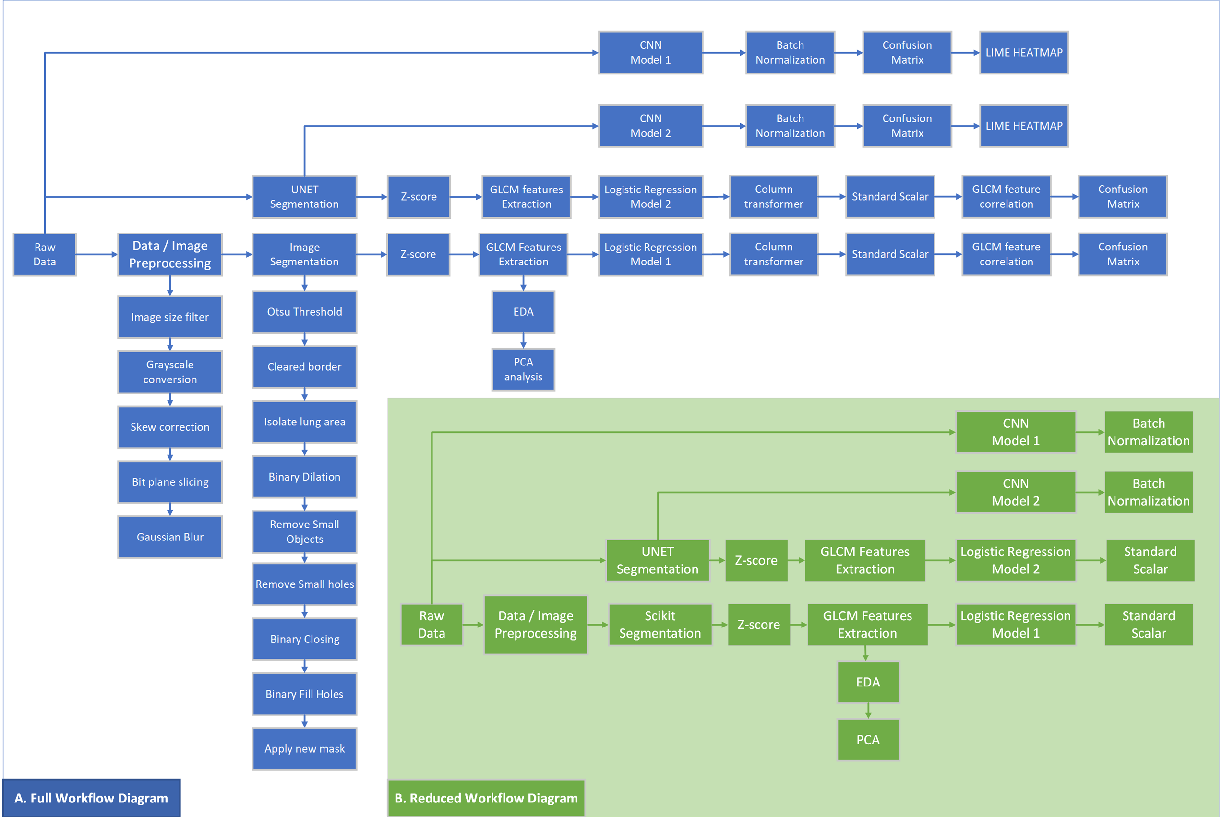 CNN
Model 1
Batch
Normalization
Confusion
Matrix
LIME HEATMAP
CNN
Model 2
Batch
Normalization
Confusion
Matrix
LIME HEATMAP
UNET
Segmentation
Z-score
GLCM features
Extraction
Logistic Regression
Model 2
Column
transformer
Standard Scalar
GLCM feature
correlation
Confusion
Matrix
Raw
Data
Data / Image
Preprocessing
Image
Segmentation
Z-score
GLCM Features
Extraction
Logistic Regression
Model 1
Column
transformer
Standard Scalar
GLCM feature
correlation
Confusion
Matrix
Image size filter
Grayscale
conversion
Skew correction
Bit plane slicing
Gaussian Blur
Otsu Threshold
Cleared border
Isolate lung area
Binary Dilation
Remove Small
Objects
Remove Small holes
Binary Closing
Binary Fill Holes
Apply new mask
EDA
PCA
analysis
A. Full Workflow Diagram
CNN
Model 1
Batch
Normalization
CNN
Model 2
Batch
Normalization
UNET
Segmentation
Z-score
GLCM Features
Extraction
Logistic Regression
Model 2
Standard
Scalar
Raw
Data
Data / Image
Preprocessing
Scikit
Segmentation
Z-score
GLCM Features
Extraction
Logistic Regression
Model 1
Standard
Scalar
EDA
PCA
B. Reduced Workflow Diagram